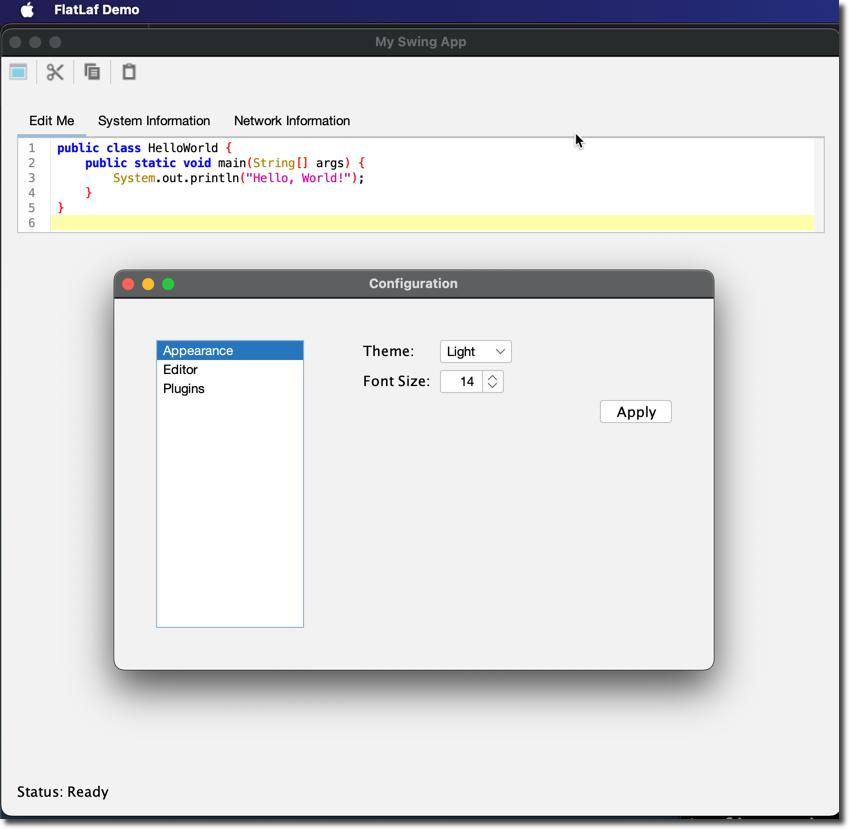 FlatLaf Demo
My Swing App
Edit Me System Information Network Information
1 public class HelloWorld {
2     public static void main(String[] args) {
3         System.out.println("Hello, World!");
4     }
5 }
6
Configuration
Appearance
Editor
Plugins
Theme: Light
Font Size: 14
Apply
Status: Ready